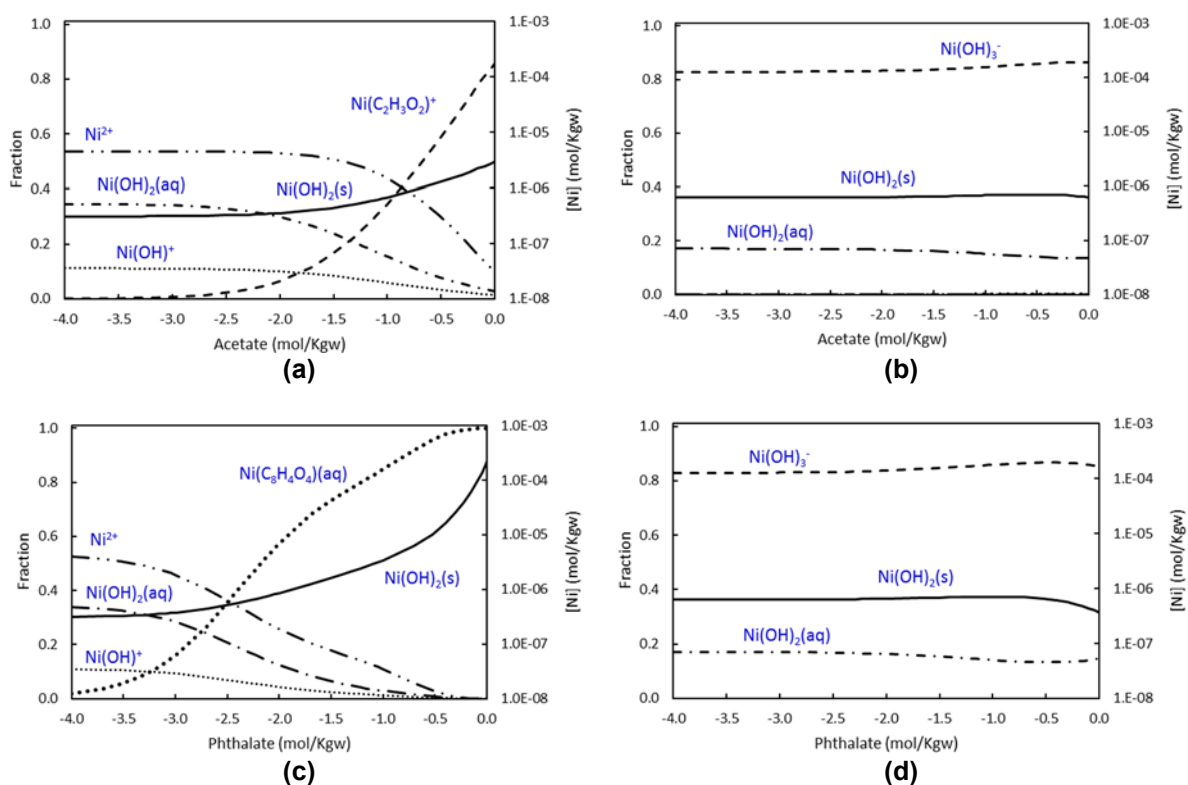 1.0
0.8
0.6
0.4
0.2
0.0
Fraction
1.E-03
1.0E-04
1.0E-05
1.0E-06
1.0E-07
1.0E-08
[Ni] (mol/Kgw)
Ni(C₂H₃O₂)⁺
Ni²⁺
Ni(OH)₂(aq)
Ni(OH)₂(s)
Ni(OH)⁺
-4.0 -3.5 -3.0 -2.5 -2.0 -1.5 -1.0 -0.5 0.0
Acetate (mol/Kgw)
(a)
1.0
0.8
0.6
0.4
0.2
0.0
Fraction
1.0E-03
1.0E-04
1.0E-05
1.0E-06
1.0E-07
1.0E-08
[Ni] (mol/Kgw)
Ni(OH)₃⁻
Ni(OH)₂(s)
Ni(OH)₂(aq)
-4.0 -3.5 -3.0 -2.5 -2.0 -1.5 -1.0 -0.5 0.0
Acetate (mol/Kgw)
(b)
1.0
0.8
0.6
0.4
0.2
0.0
Fraction
1.0E-03
1.0E-04
1.0E-05
1.0E-06
1.0E-07
1.0E-08
[Ni] (mol/Kgw)
Ni(C₈H₄O₄)(aq)
Ni²⁺
Ni(OH)₂(aq)
Ni(OH)₂(s)
Ni(OH)⁺
-4.0 -3.5 -3.0 -2.5 -2.0 -1.5 -1.0 -0.5 0.0
Phthalate (mol/Kgw)
(c)
1.0
0.8
0.6
0.4
0.2
0.0
Fraction
1.0E-03
1.0E-04
1.0E-05
1.0E-06
1.0E-07
1.0E-08
[Ni] (mol/Kgw)
Ni(OH)₃⁻
Ni(OH)₂(s)
Ni(OH)₂(aq)
-4.0 -3.5 -3.0 -2.5 -2.0 -1.5 -1.0 -0.5 0.0
Phthalate (mol/Kgw)
(d)